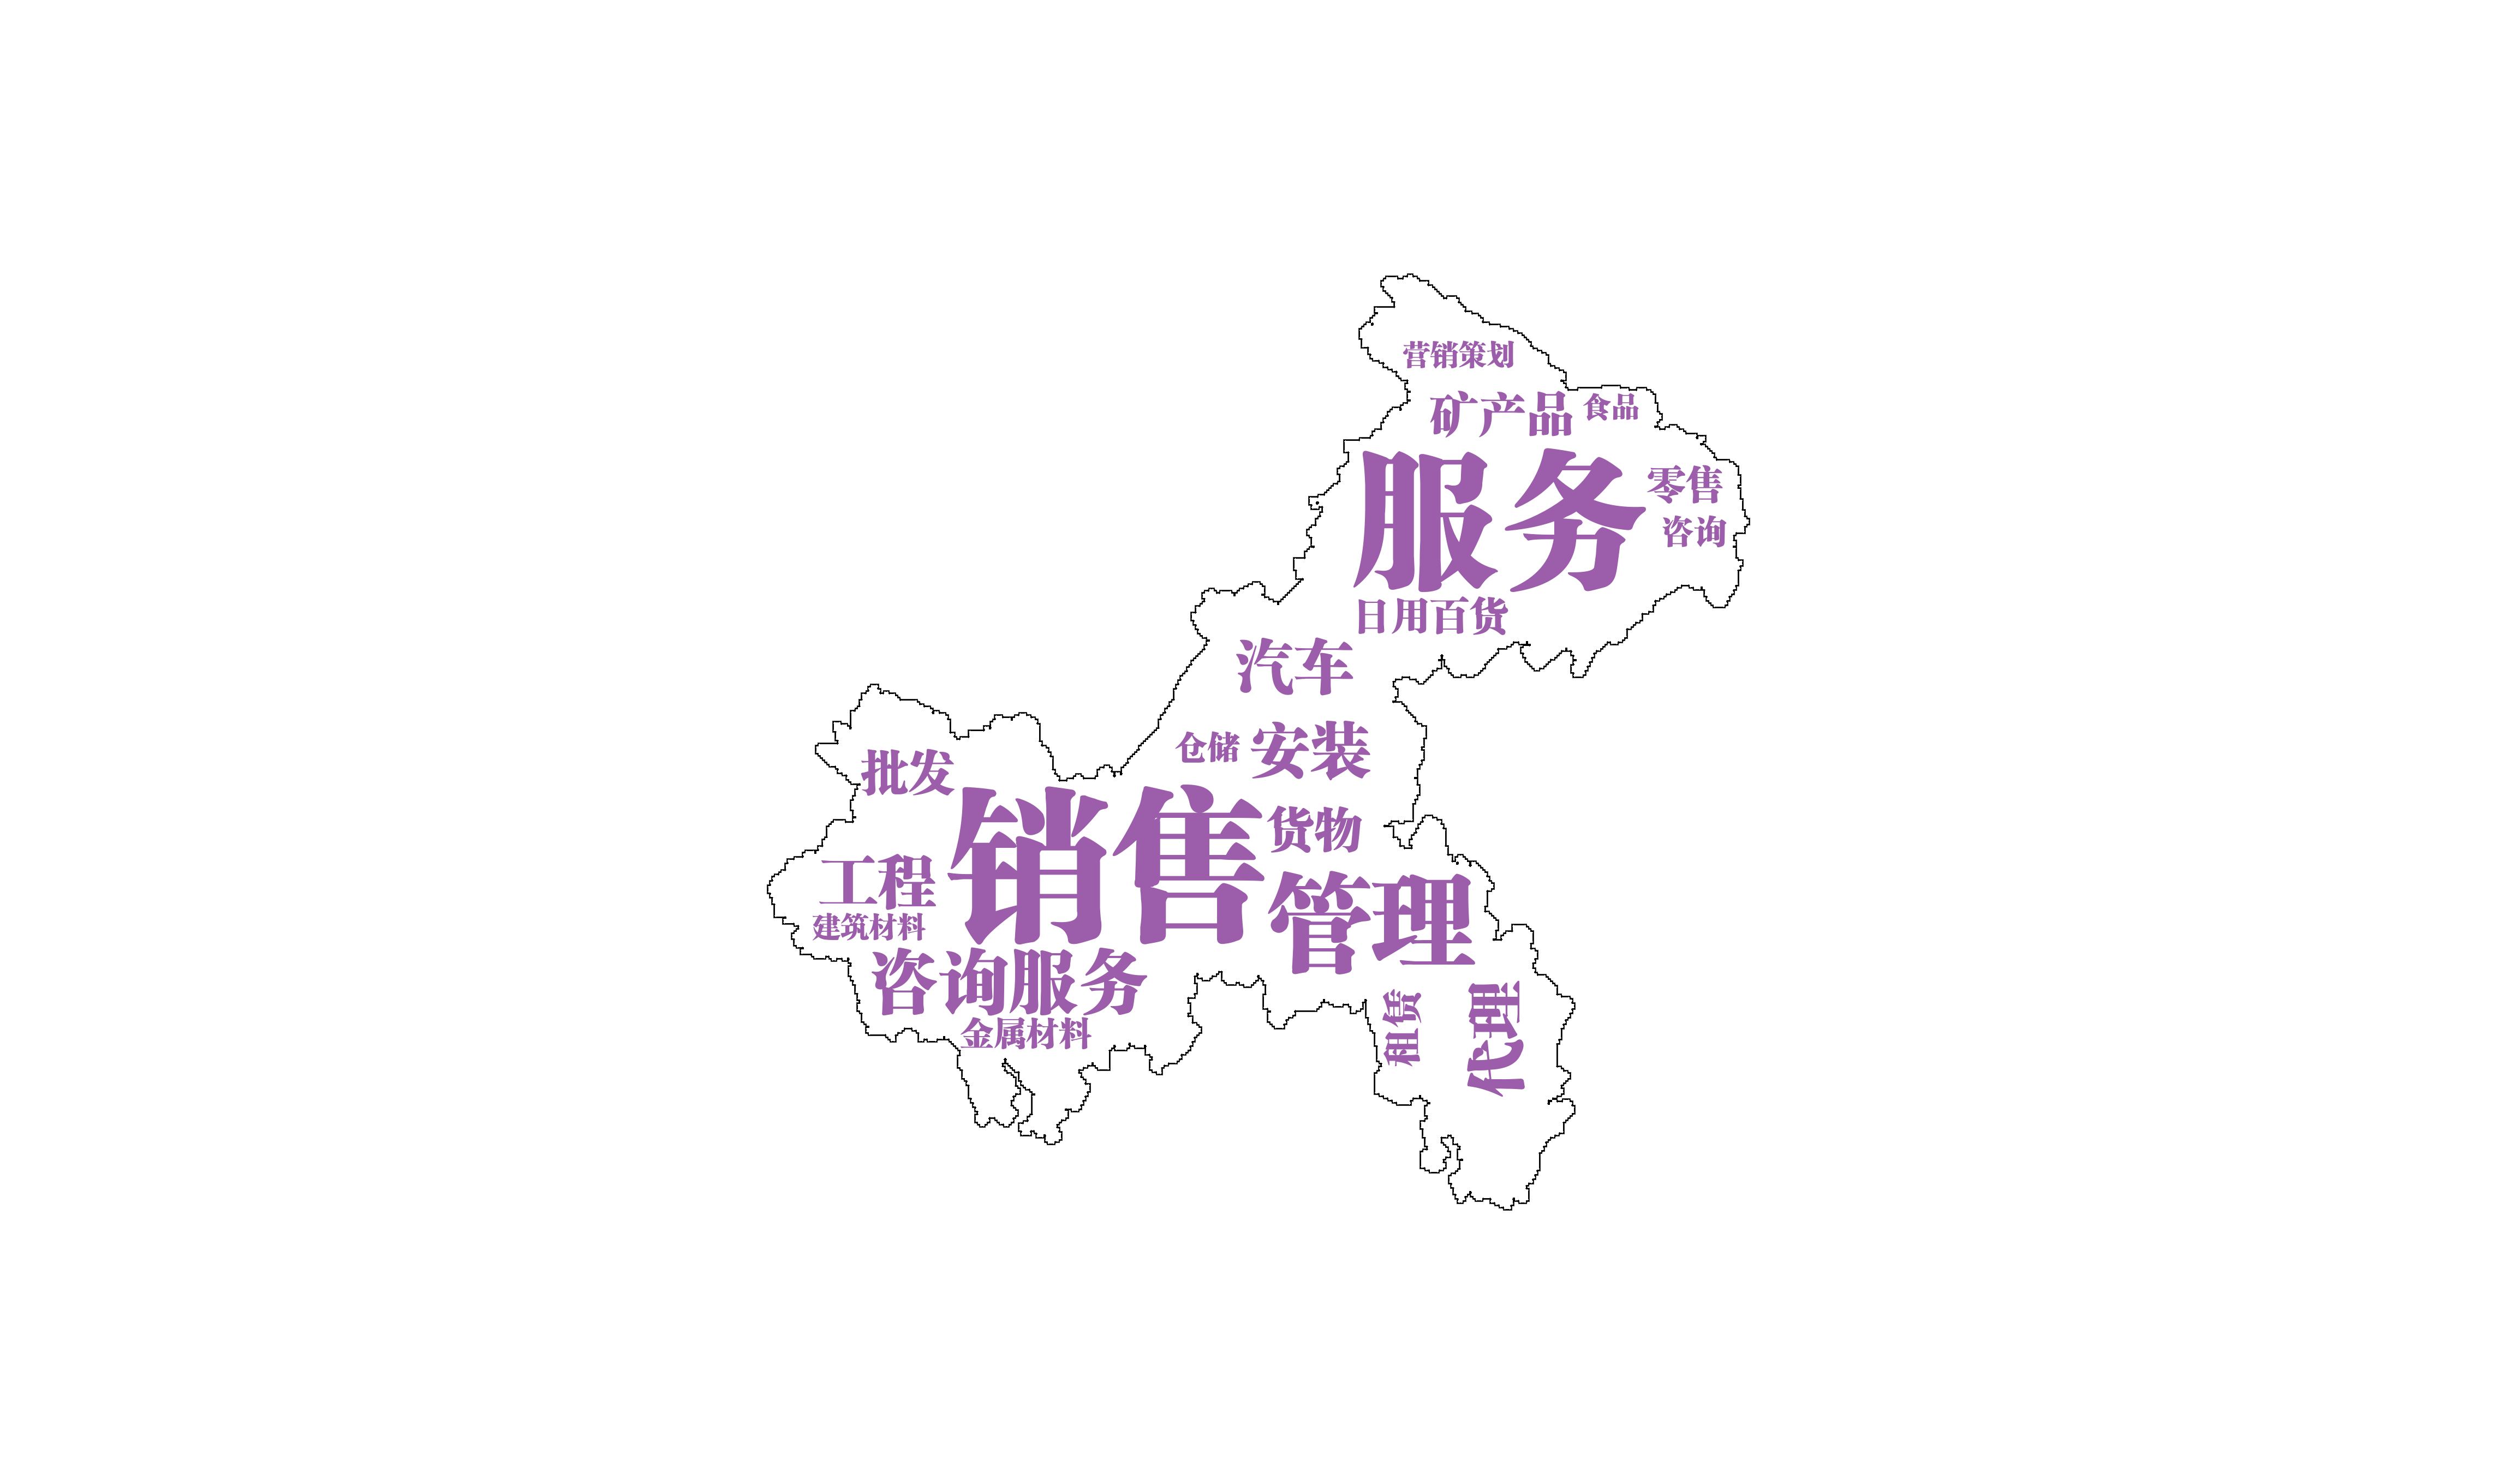 营销策划
矿产品
食品
服务
零售
咨询
日用百货
汽车
仓储
安装
批发
销售
货物
工程
管理
建筑材料
咨询服务
金属材料
租赁
代理